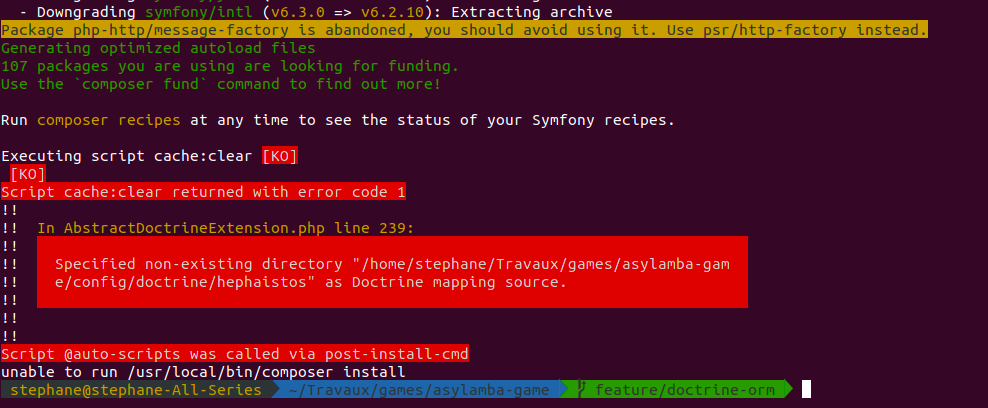 - Downgrading symfony/intl (v6.3.0 => v6.2.10): Extracting archive
Package php-http/message-factory is abandoned, you should avoid using it. Use psr/http-factory instead.
Generating optimized autoload files
107 packages you are using are looking for funding.
Use the `composer fund` command to find out more!
Run composer recipes at any time to see the status of your Symfony recipes.
Executing script cache:clear [KO]
[KO]
Script cache:clear returned with error code 1
!!
!! In AbstractDoctrineExtension.php line 239:
!!
!! Specified non-existing directory "/home/stephane/Travaux/games/asylamba-gam
!! e/config/doctrine/hephaistos" as Doctrine mapping source.
!!
!!
!!
Script @auto-scripts was called via post-install-cmd
unable to run /usr/local/bin/composer install
stephane@stephane-All-Series ~/Travaux/games/asylamba-game feature/doctrine-orm